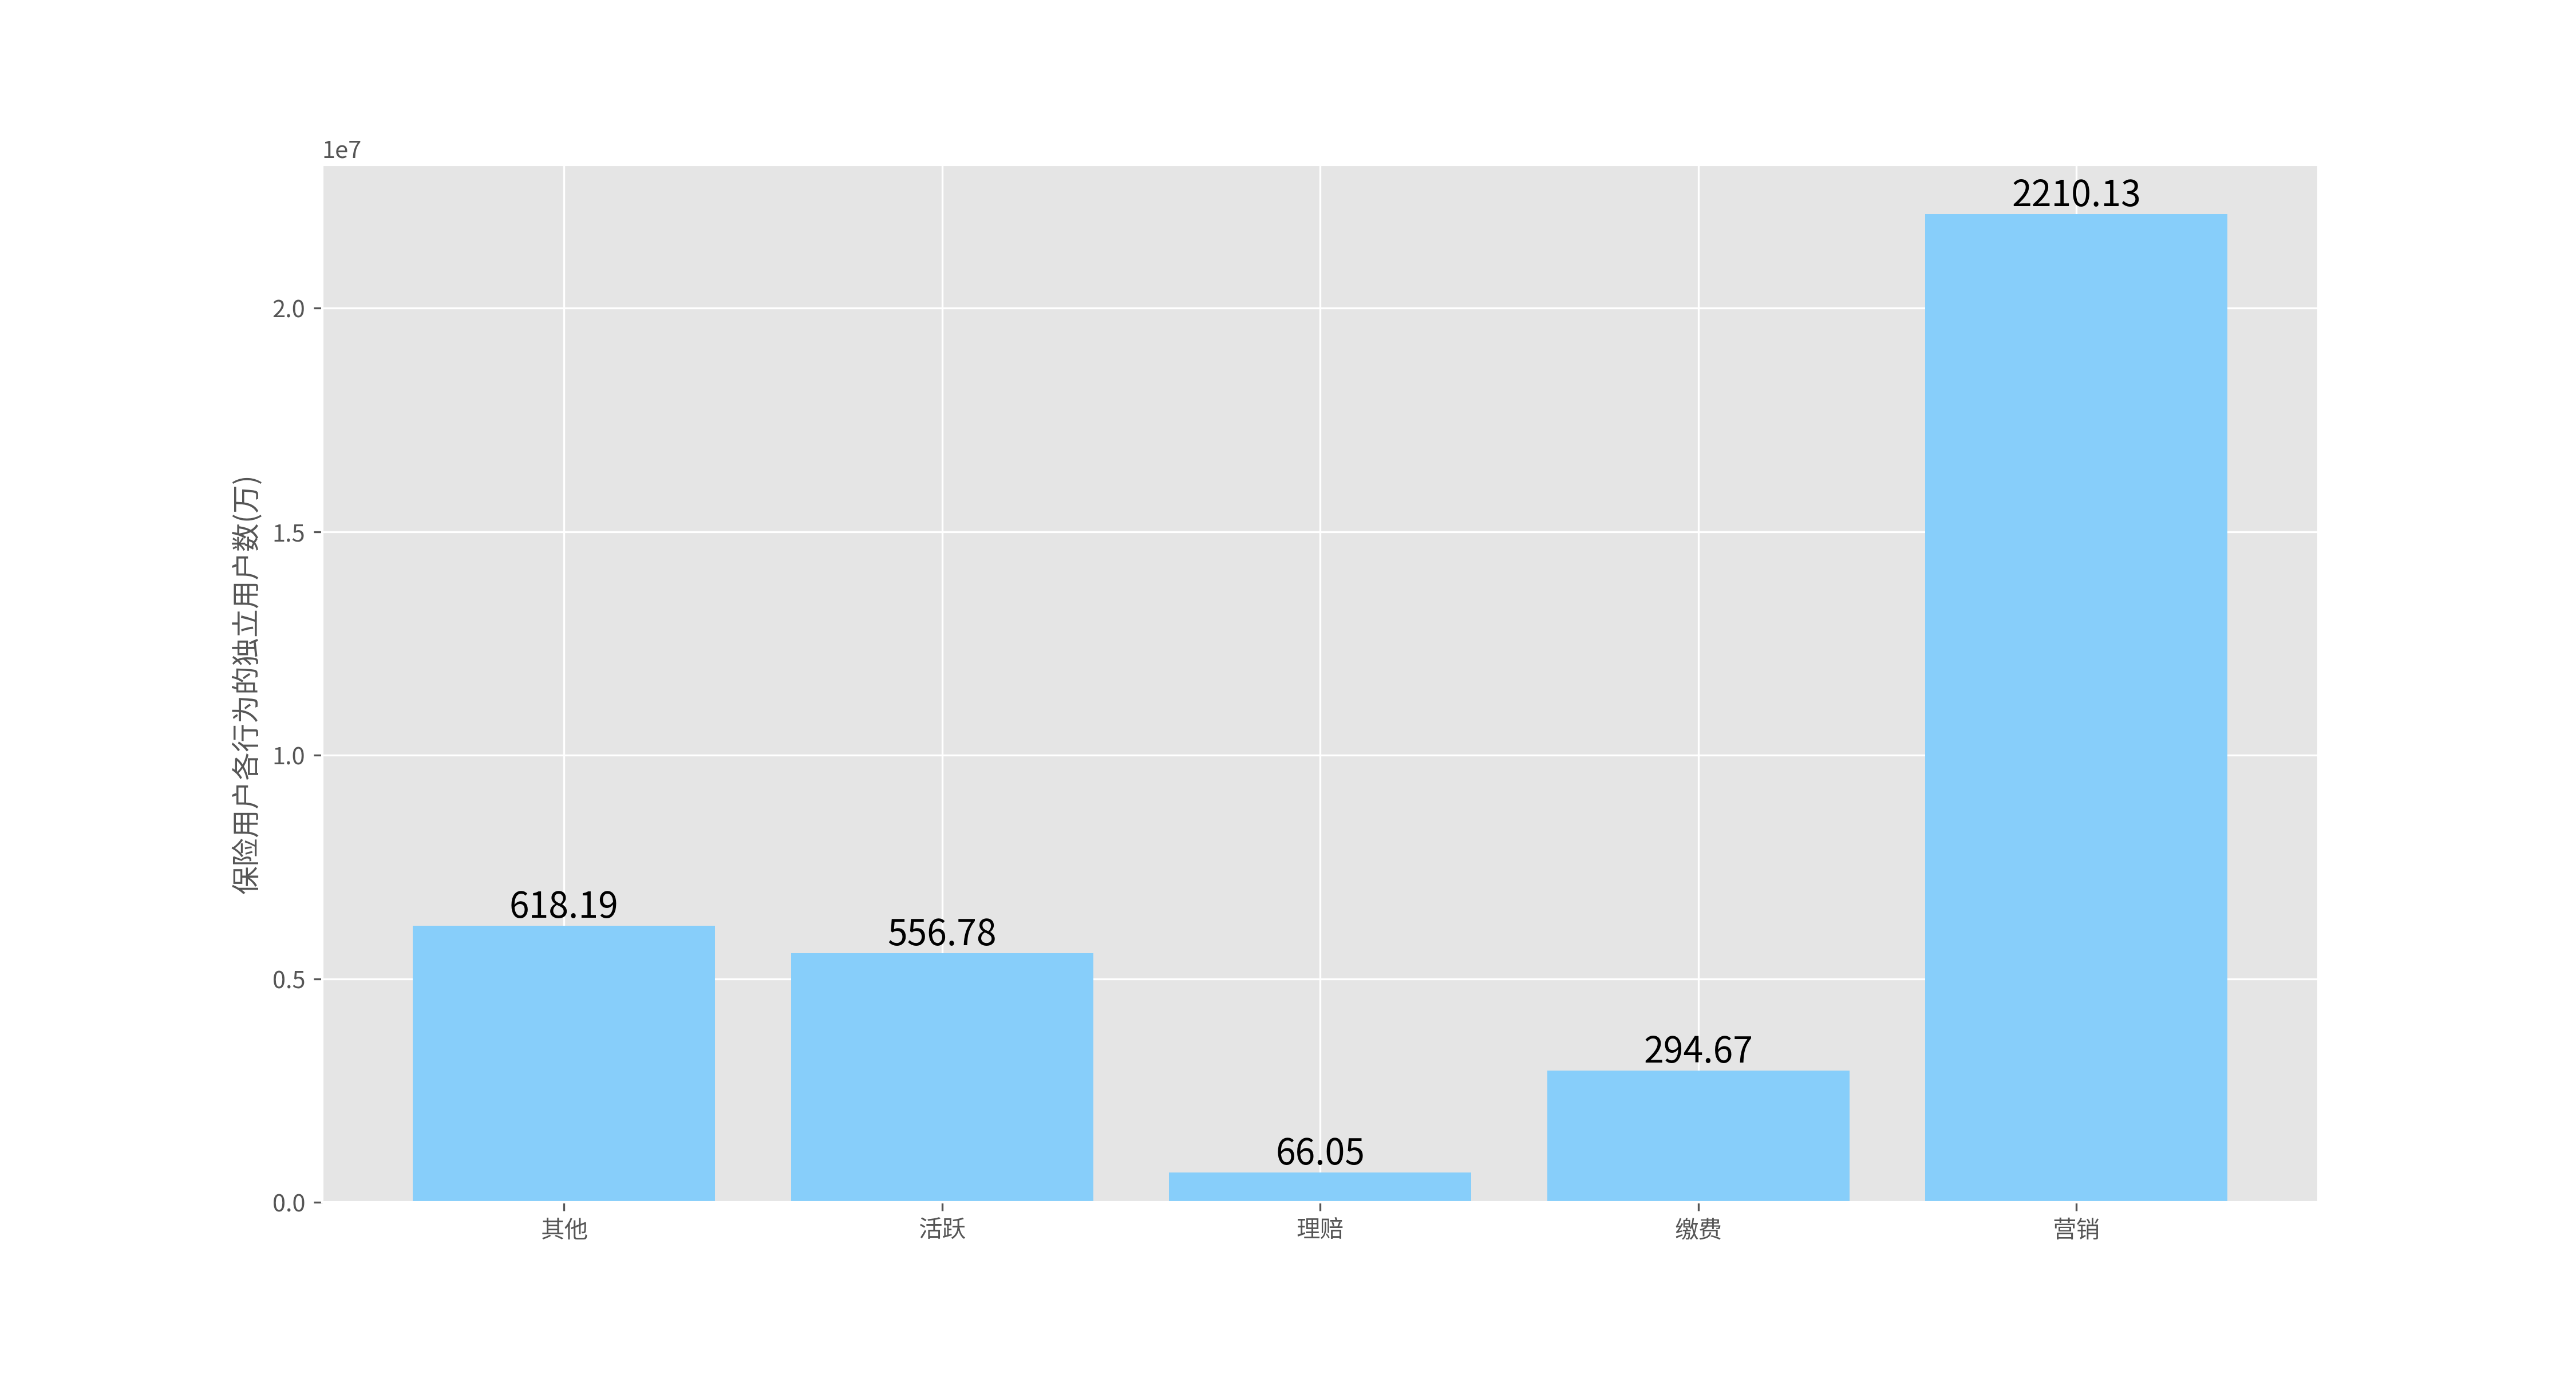 1e7
2210.13
2.0
1.5
1.0
0.5
0.0
保险用户各行为的独立用户数(万)
618.19
556.78
66.05
294.67
其他
活跃
理赔
缴费
营销